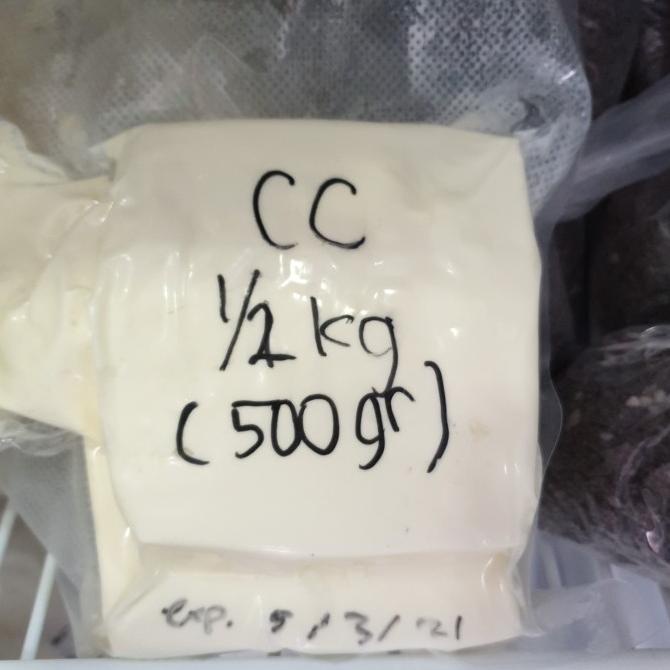 CC
1/2 kg
(500 gr)
exp. 5/3/21